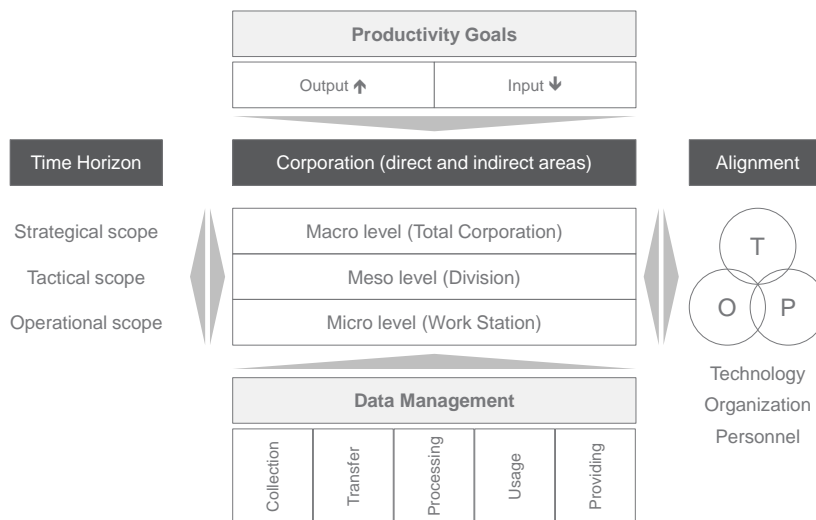 Productivity Goals
Output 🡹
Input 🡻
Time Horizon
Corporation (direct and indirect areas)
Alignment
Strategical scope
Tactical scope
Operational scope
Macro level (Total Corporation)
Meso level (Division)
Micro level (Work Station)
T
O
P
Technology
Organization
Personnel
Data Management
Collection
Transfer
Processing
Usage
Providing